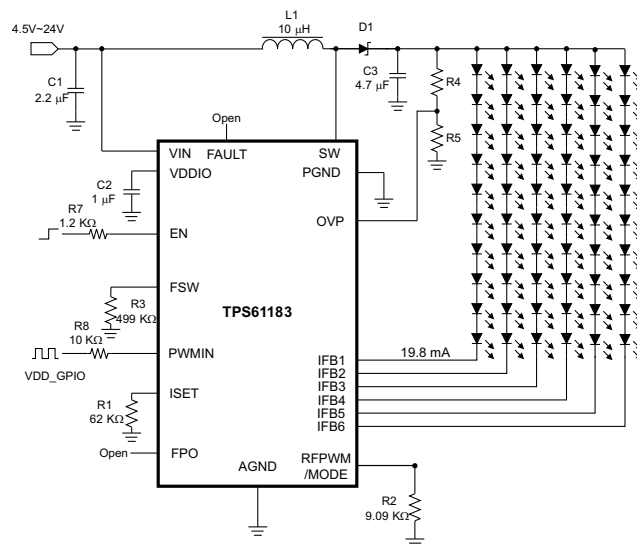 4.5V~24V
L1
10 µH
D1
C1
2.2 µF
C3
4.7 µF
R4
R5
Open
VIN
FAULT
SW
VDDIO
PGND
C2
1 µF
R7
1.2 KΩ
OVP
EN
FSW
R3
499 KΩ
TPS61183
R8
10 KΩ
PWMIN
VDD_GPIO
IFB1
19.8 mA
IFB2
IFB3
IFB4
IFB5
IFB6
ISET
R1
62 KΩ
Open
FPO
AGND
RFPWM
/MODE
R2
9.09 KΩ